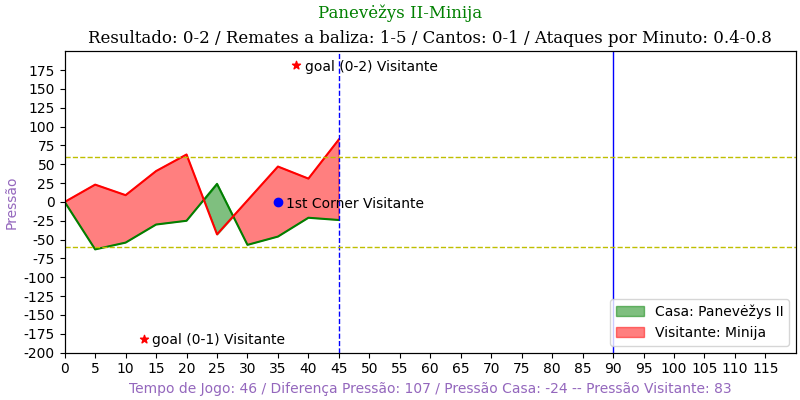 Panevėžys II-Minija
Resultado: 0-2 / Remates a baliza: 1-5 / Cantos: 0-1 / Ataques por Minuto: 0.4-0.8
goal (0-2) Visitante
1st Corner Visitante
goal (0-1) Visitante
Pressão
175
150
125
100
75
50
25
0
-25
-50
-75
-100
-125
-150
-175
-200
Casa: Panevėžys II
Visitante: Minija
0 5 10 15 20 25 30 35 40 45 50 55 60 65 70 75 80 85 90 95 100 105 110 115
Tempo de Jogo: 46 / Diferença Pressão: 107 / Pressão Casa: -24 -- Pressão Visitante: 83